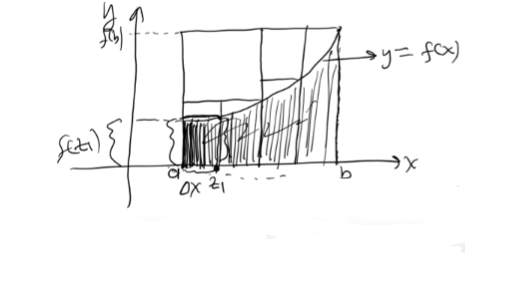 y
f(b)
y = f(x)
f(z₁)
a
Δx
z₁
b
x